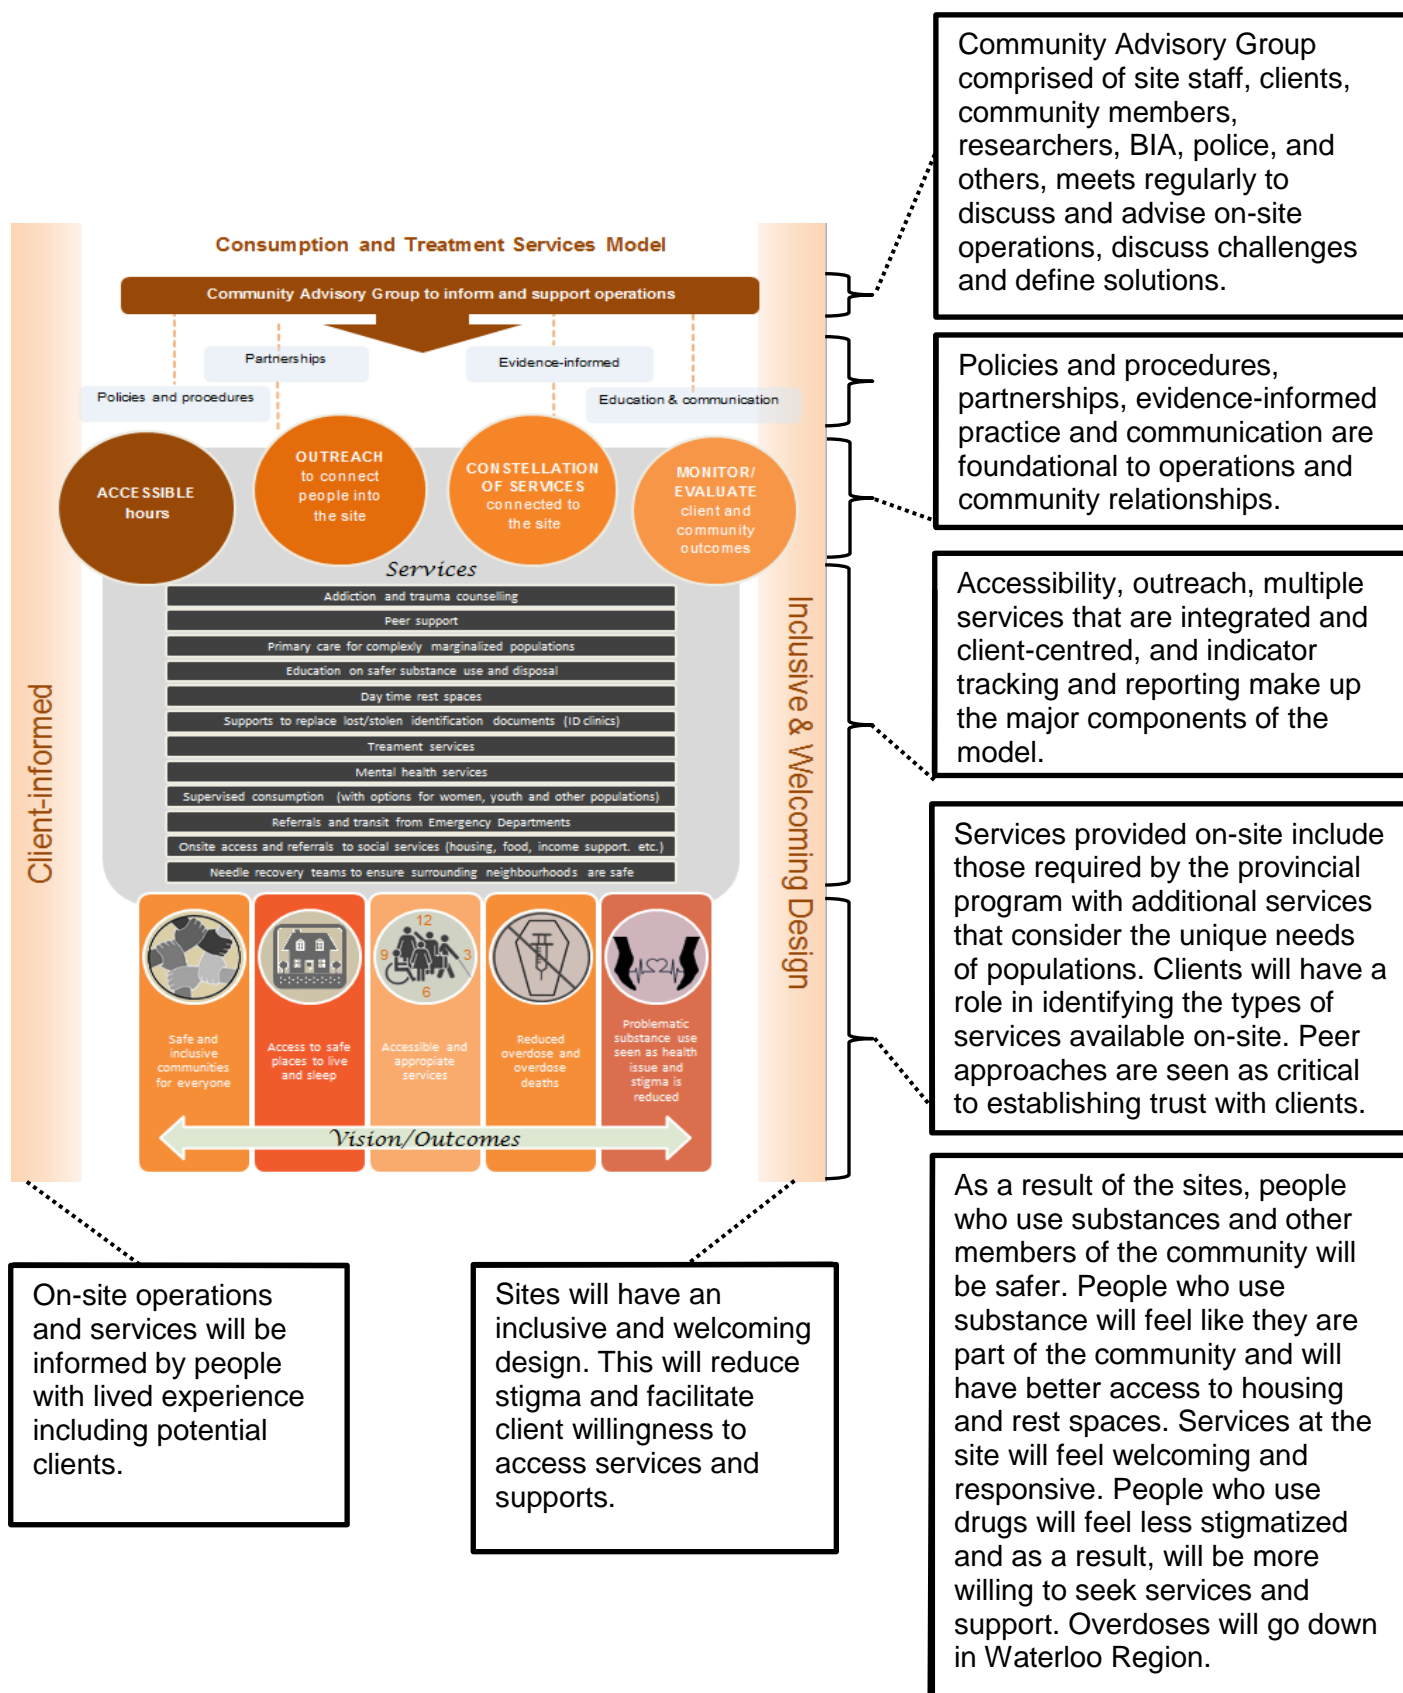 Community Advisory Group
comprised of site staff, clients,
community members,
researchers, BIA, police, and
others, meets regularly to
discuss and advise on-site
operations, discuss challenges
and define solutions.
Consumption and Treatment Services Model
Community Advisory Group to inform and support operations
Partnerships
Evidence-informed
Policies and procedures
Education & communication
Policies and procedures,
partnerships, evidence-informed
practice and communication are
foundational to operations and
community relationships.
ACCESSIBLE
hours
OUTREACH
to connect
people into
the site
CONSTELLATION
OF SERVICES
connected to
the site
MONITOR/
EVALUATE
client and
community
outcomes
Services
Addiction and trauma counselling
Peer support
Primary care for complexly marginalized populations
Education on safer substance use and disposal
Day time rest spaces
Supports to replace lost/stolen identification documents (ID clinics)
Treament services
Mental health services
Supervised consumption (with options for women, youth and other populations)
Referrals and transit from Emergency Departments
Onsite access and referrals to social services (housing, food, income support. etc.)
Needle recovery teams to ensure surrounding neighbourhoods are safe
Client-informed
Inclusive & Welcoming Design
Accessibility, outreach, multiple
services that are integrated and
client-centred, and indicator
tracking and reporting make up
the major components of the
model.
Services provided on-site include
those required by the provincial
program with additional services
that consider the unique needs
of populations. Clients will have a
role in identifying the types of
services available on-site. Peer
approaches are seen as critical
to establishing trust with clients.
12
9
3
6
Safe and
inclusive
communities
for everyone
Access to safe
places to live
and sleep
Accessible and
appropiate
services
Reduced
overdose and
overdose
deaths
Problematic
substance use
seen as health
issue and
stigma is
reduced
Vision/Outcomes
On-site operations
and services will be
informed by people
with lived experience
including potential
clients.
Sites will have an
inclusive and welcoming
design. This will reduce
stigma and facilitate
client willingness to
access services and
supports.
As a result of the sites, people
who use substances and other
members of the community will
be safer. People who use
substance will feel like they are
part of the community and will
have better access to housing
and rest spaces. Services at the
site will feel welcoming and
responsive. People who use
drugs will feel less stigmatized
and as a result, will be more
willing to seek services and
support. Overdoses will go down
in Waterloo Region.